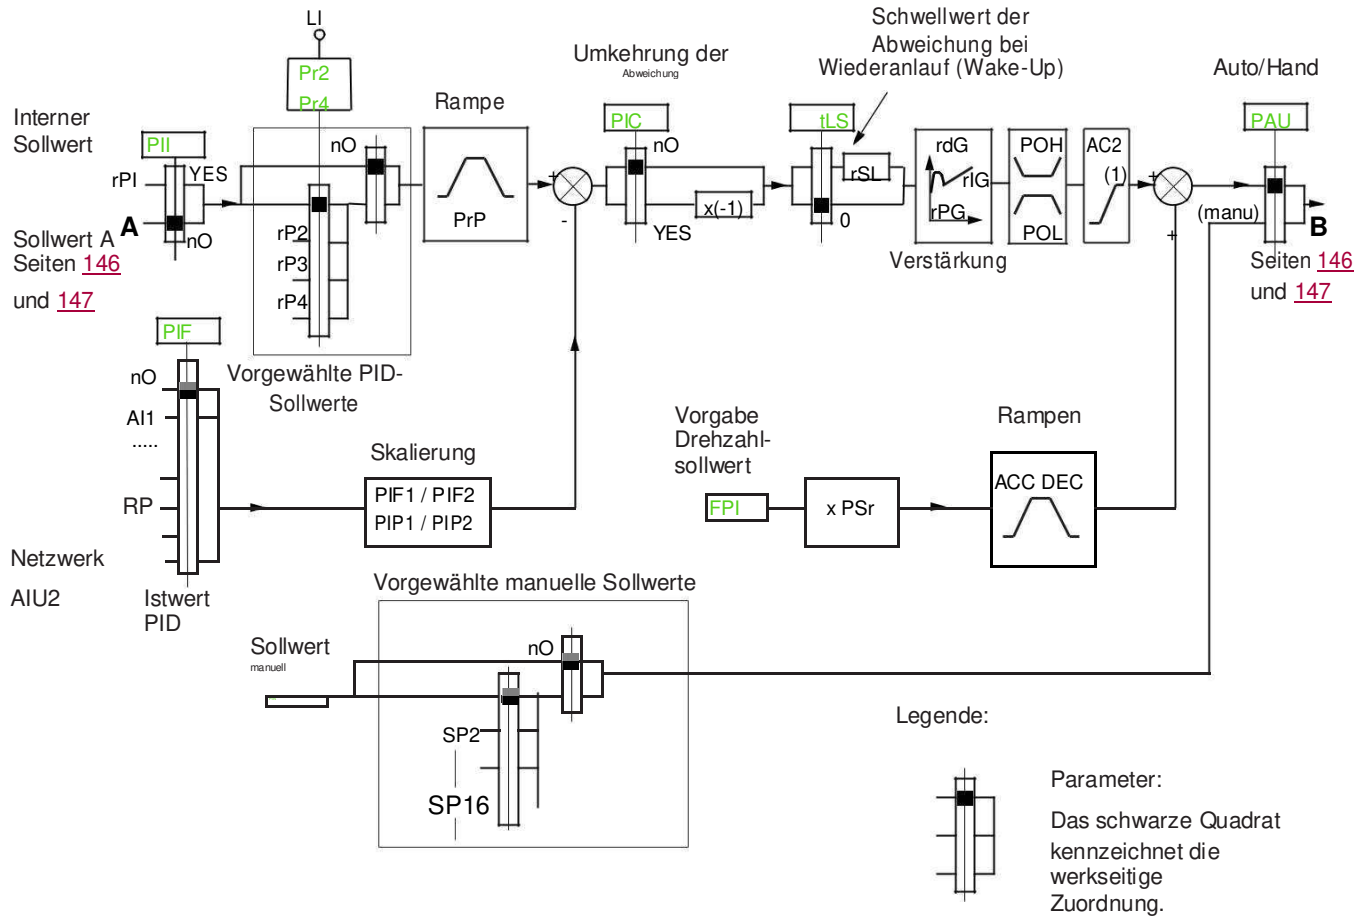 LI
Pr2
Pr4
Interner
Sollwert
PII
rPI
YES
A
nO
Sollwert A
Seiten 146
und 147
nO
rP2
rP3
rP4
Vorgewählte PID-
Sollwerte
Rampe
PrP
+
-
Umkehrung der
Abweichung
PIC
nO
x(-1)
YES
Schwellwert der
Abweichung bei
Wiederanlauf (Wake-Up)
tLS
rSL
0
rdG
rIG
rPG
Verstärkung
POH
POL
AC2
(1)
+
+
Auto/Hand
PAU
(manu)
B
Seiten 146
und 147
PIF
nO
AI1
.....
RP
Netzwerk
AIU2
Istwert
PID
Skalierung
PIF1 / PIF2
PIP1 / PIP2
Vorgabe
Drehzahl-
sollwert
FPI
x PSr
Rampen
ACC DEC
Vorgewählte manuelle Sollwerte
Sollwert
manuell
nO
SP2
SP16
Legende:
Parameter:
Das schwarze Quadrat
kennzeichnet die
werkseitige
Zuordnung.